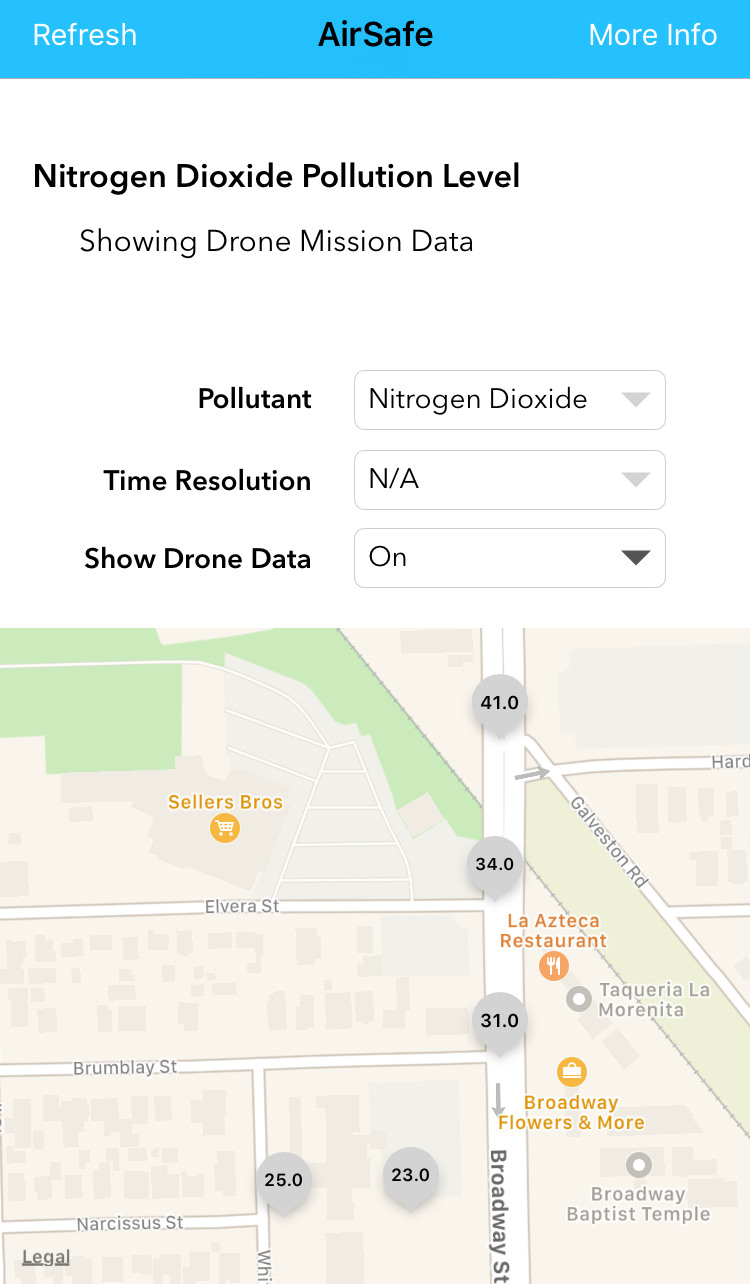 Refresh AirSafe More Info
Nitrogen Dioxide Pollution Level
Showing Drone Mission Data
Pollutant Nitrogen Dioxide
Time Resolution N/A
Show Drone Data On
41.0
Hard
Sellers Bros
Galveston Rd
34.0
Elvera St
La Azteca
Restaurant
Taqueria La
Morenita
31.0
Brumblay St
Broadway
Flowers & More
25.0
23.0
Broadway St
Broadway
Baptist Temple
Narcissus St
Whi
Legal